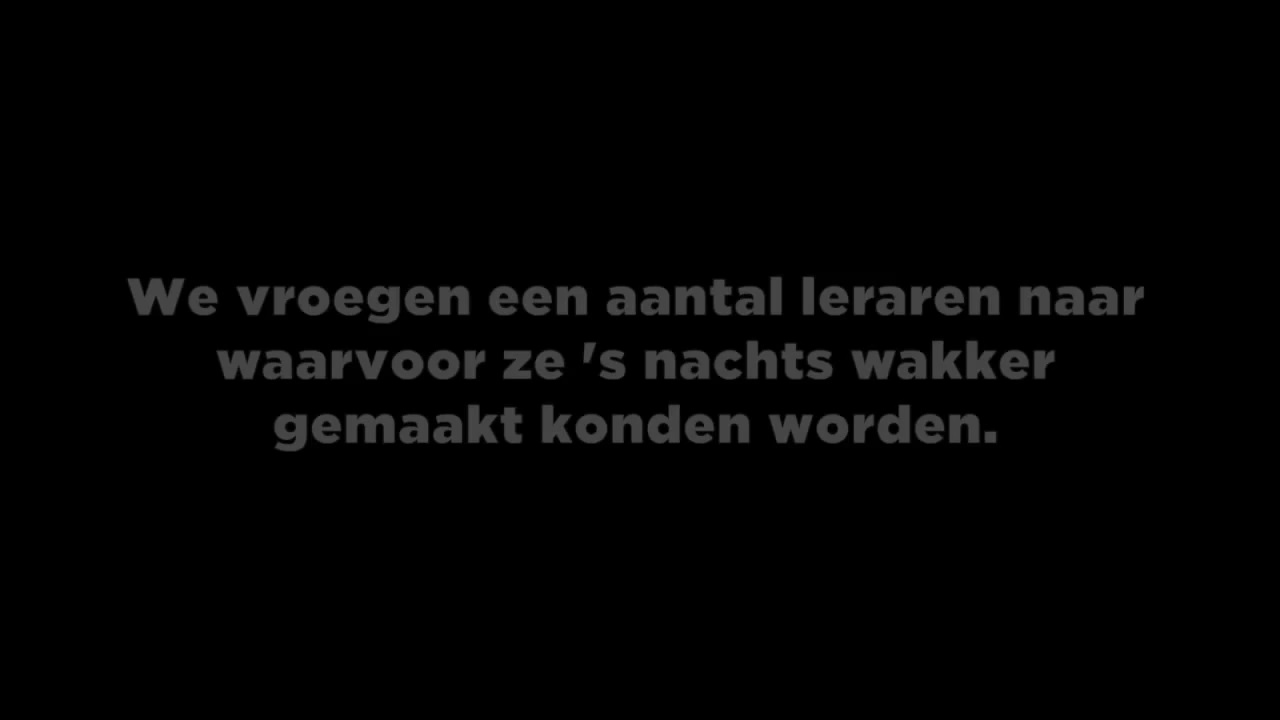 We vroegen een aantal leraren naar
waarvoor ze 's nachts wakker
gemaakt konden worden.